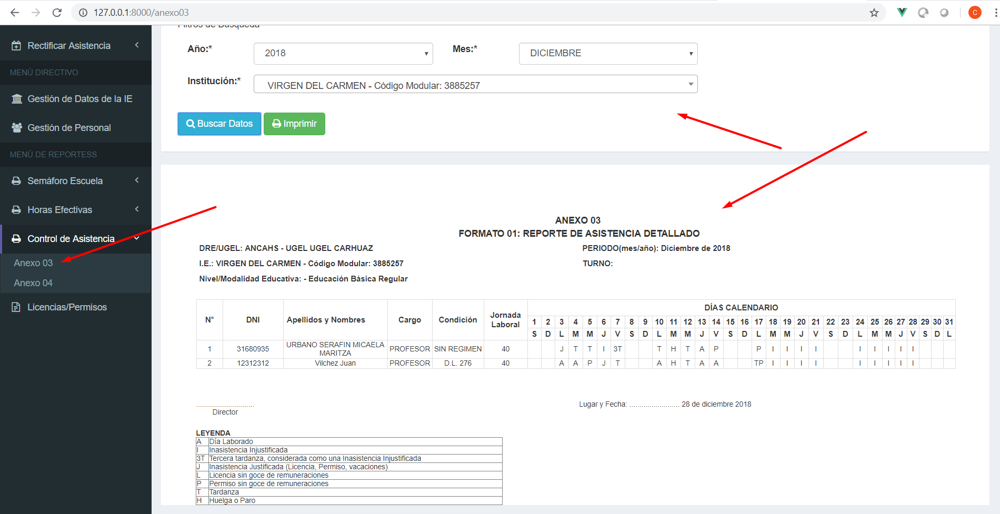 127.0.0.1:8000/anexo03
C
Rectificar Asistencia
MENÚ DIRECTIVO
Gestión de Datos de la IE
Gestión de Personal
MENÚ DE REPORTESS
Semáforo Escuela
Horas Efectivas
Control de Asistencia
Anexo 03
Anexo 04
Licencias/Permisos
Filtros de Búsqueda
Año:* 2018 Mes:* DICIEMBRE
Institución:* VIRGEN DEL CARMEN - Código Modular: 3885257
Buscar Datos Imprimir
ANEXO 03
FORMATO 01: REPORTE DE ASISTENCIA DETALLADO
DRE/UGEL: ANCAHS - UGEL UGEL CARHUAZ PERIODO(mes/año): Diciembre de 2018
I.E.: VIRGEN DEL CARMEN - Código Modular: 3885257 TURNO:
Nivel/Modalidad Educativa: - Educación Básica Regular
N° DNI Apellidos y Nombres Cargo Condición Jornada Laboral DÍAS CALENDARIO
1 2 3 4 5 6 7 8 9 10 11 12 13 14 15 16 17 18 19 20 21 22 23 24 25 26 27 28 29 30 31
S D L M M J V S D L M M J V S D L M M J V S D L M M J V S D L
1 31680935 URBANO SERAFIN MICAELA MARITZA PROFESOR SIN REGIMEN 40 J T T I 3T T H T A P P I I I I I I I I I
2 12312312 Vilchez Juan PROFESOR D.L. 276 40 A A P J T A H T A A TP I I I I I I I I I
............................ Lugar y Fecha: ........................ 28 de diciembre 2018
Director
LEYENDA
A Día Laborado
I Inasistencia Injustificada
3T Tercera tardanza, considerada como una Inasistencia Injustificada
J Inasistencia Justificada (Licencia, Permiso, vacaciones)
L Licencia sin goce de remuneraciones
P Permiso sin goce de remuneraciones
T Tardanza
H Huelga o Paro